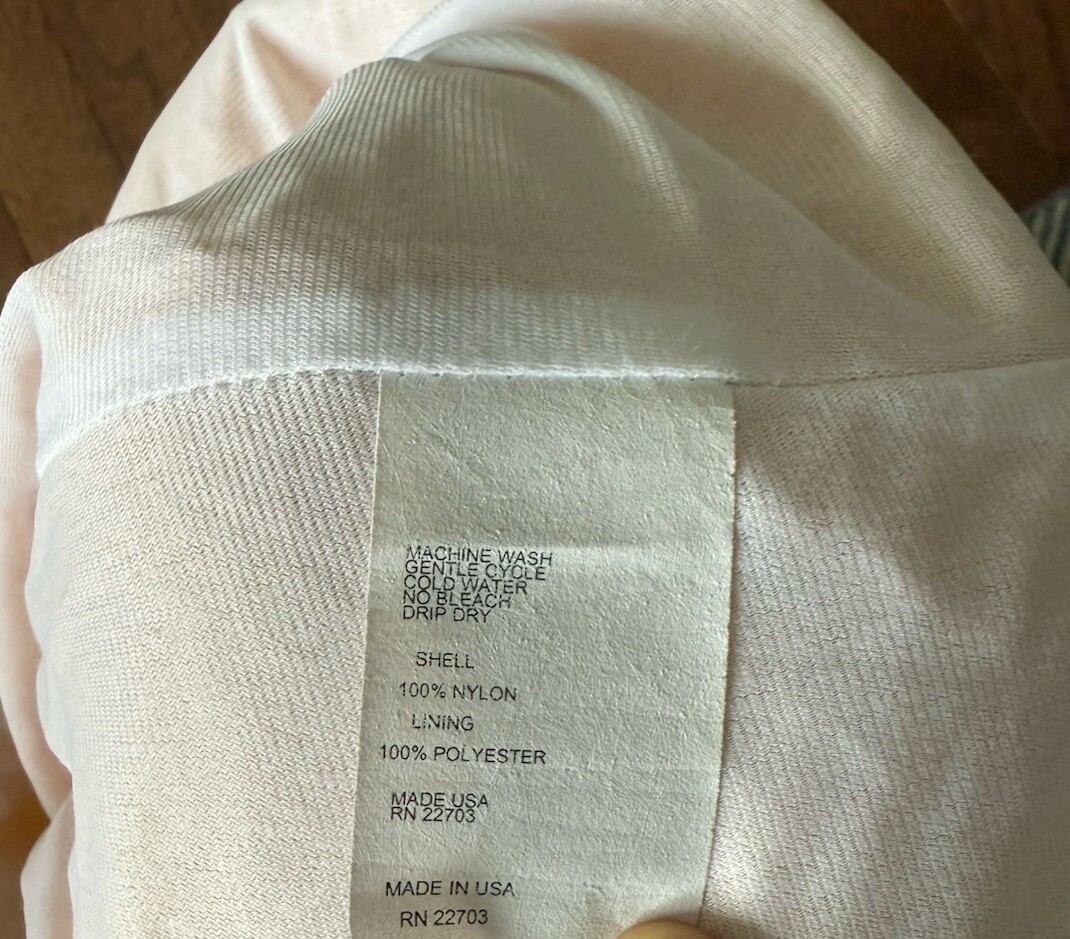 MACHINE WASH
GENTLE CYCLE
COLD WATER
NO BLEACH
DRIP DRY
SHELL
100% NYLON
LINING
100% POLYESTER
MADE USA
RN 22703
MADE IN USA
RN 22703